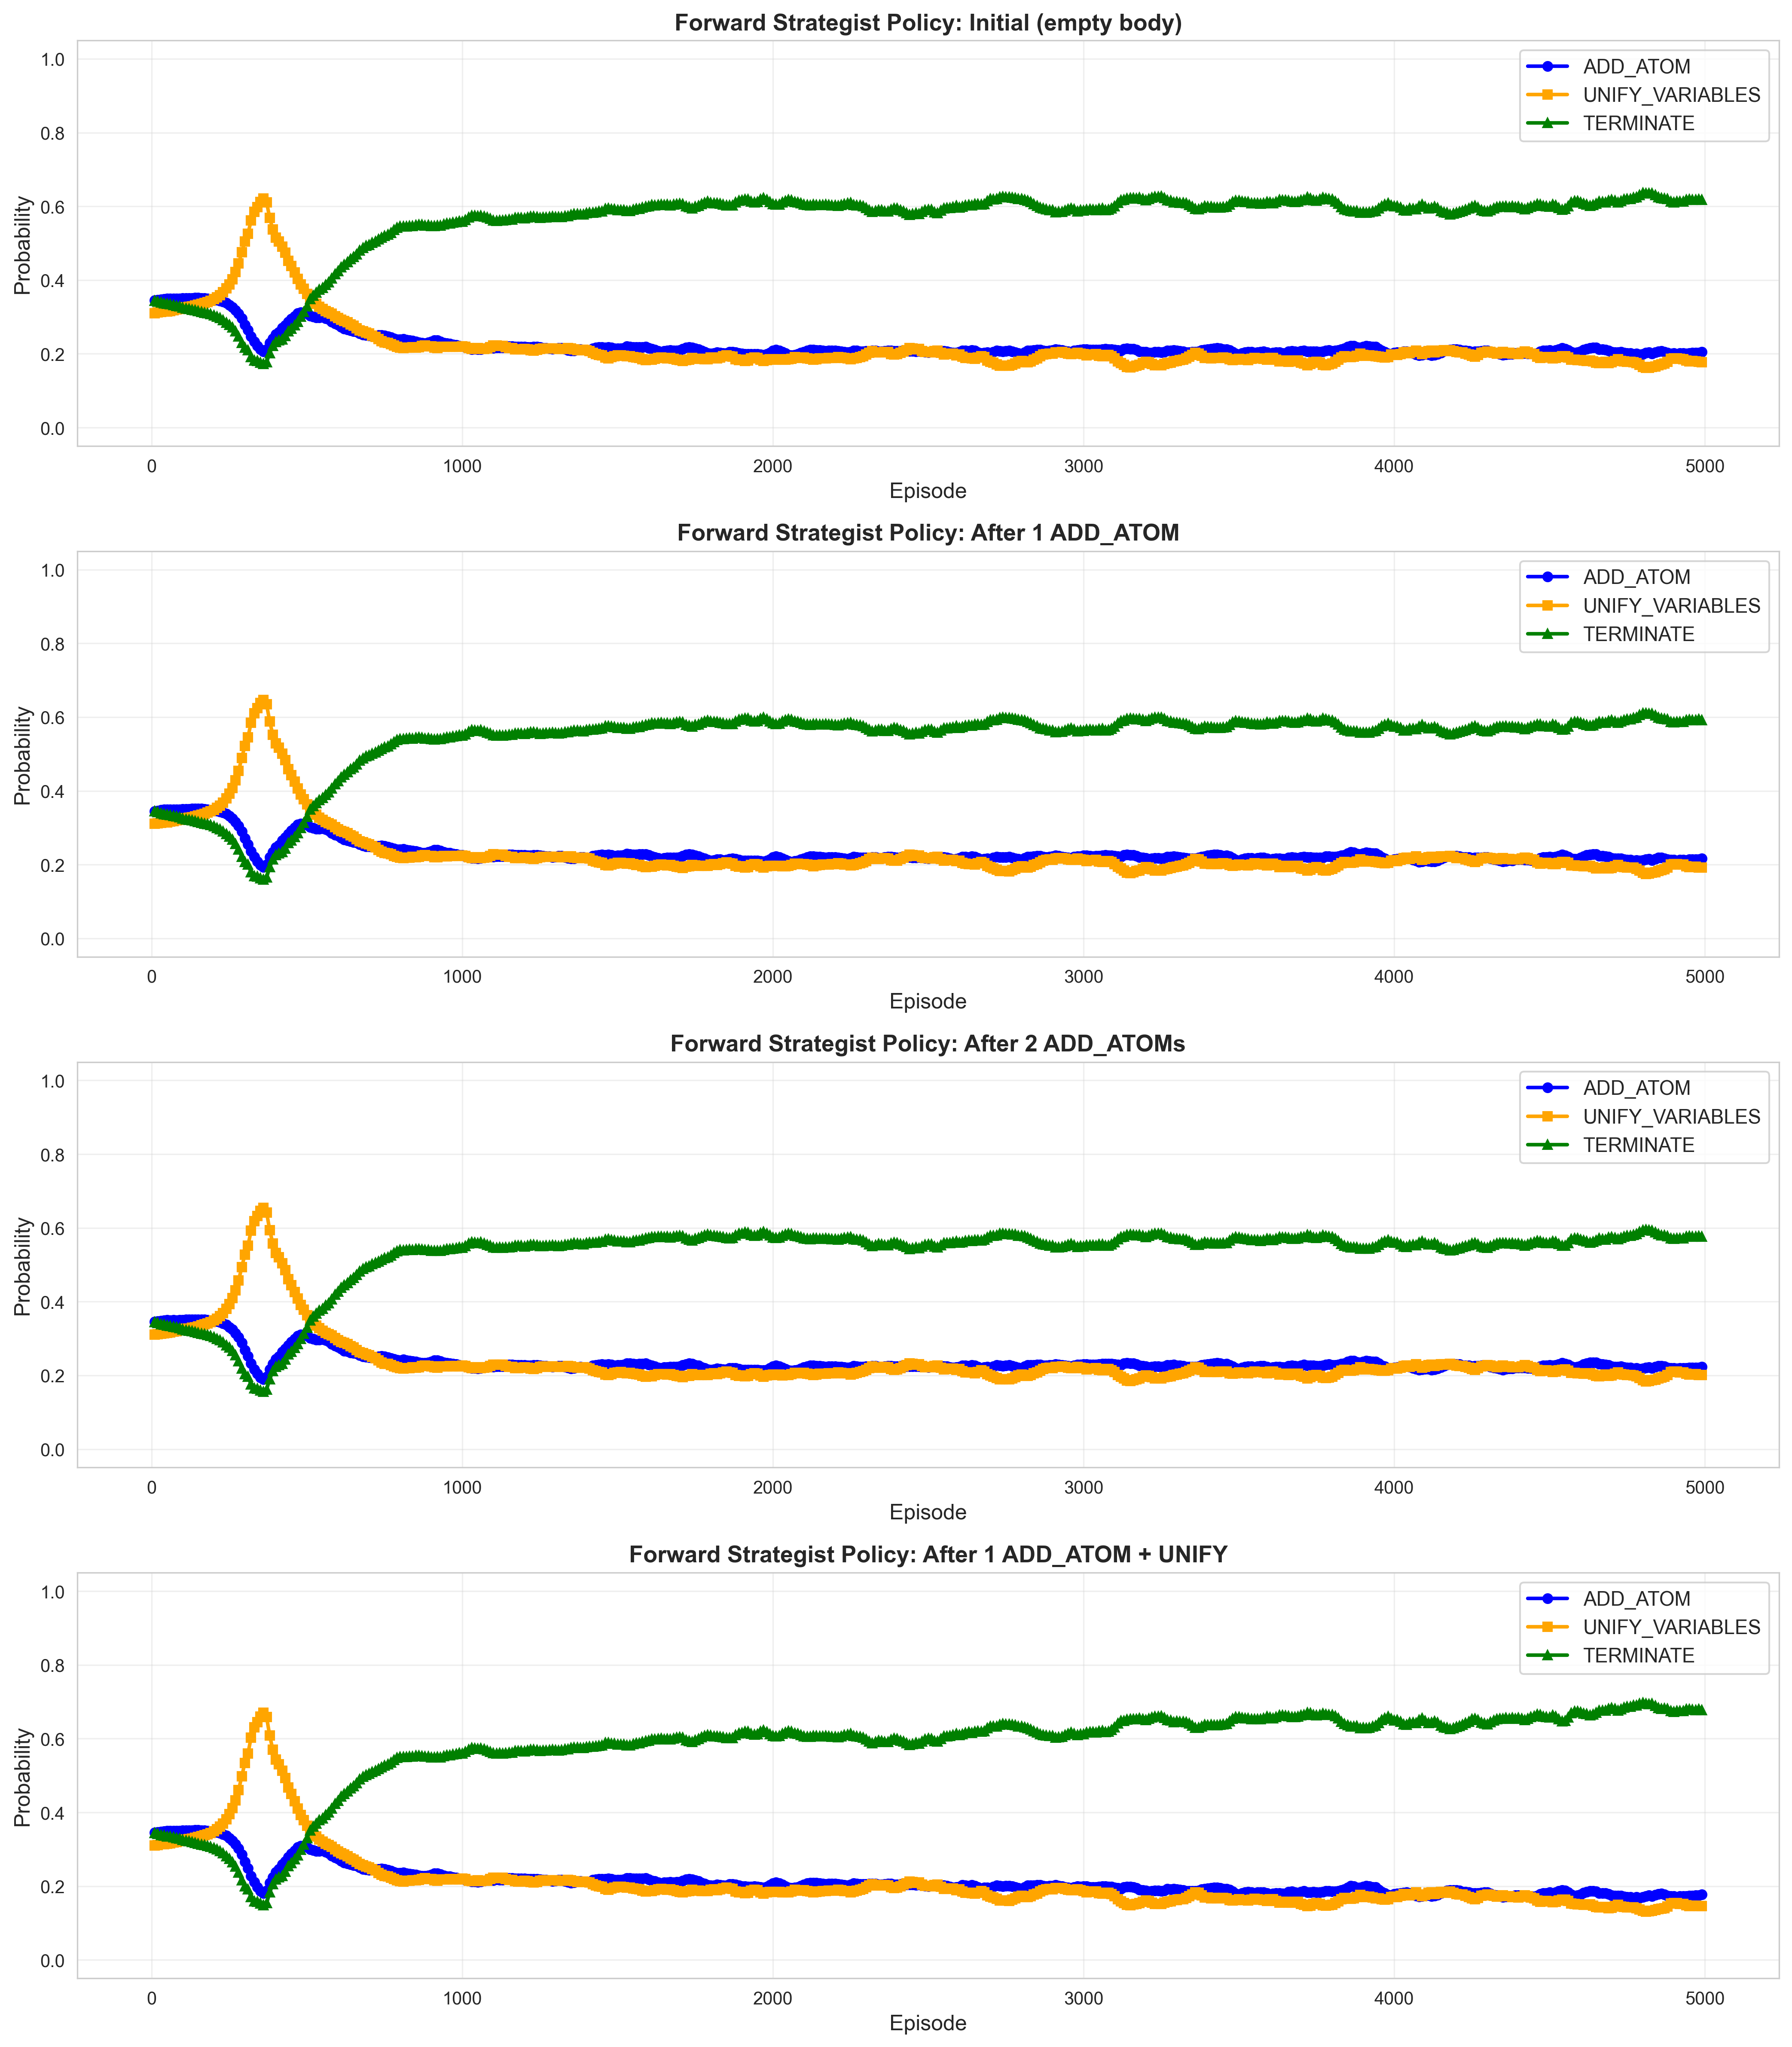 Forward Strategist Policy: Initial (empty body)
1.0
0.8
0.6
0.4
0.2
0.0
Probability
ADD_ATOM
UNIFY_VARIABLES
TERMINATE
0 1000 2000 3000 4000 5000
Episode
Forward Strategist Policy: After 1 ADD_ATOM
1.0
0.8
0.6
0.4
0.2
0.0
Probability
ADD_ATOM
UNIFY_VARIABLES
TERMINATE
0 1000 2000 3000 4000 5000
Episode
Forward Strategist Policy: After 2 ADD_ATOMs
1.0
0.8
0.6
0.4
0.2
0.0
Probability
ADD_ATOM
UNIFY_VARIABLES
TERMINATE
0 1000 2000 3000 4000 5000
Episode
Forward Strategist Policy: After 1 ADD_ATOM + UNIFY
1.0
0.8
0.6
0.4
0.2
0.0
Probability
ADD_ATOM
UNIFY_VARIABLES
TERMINATE
0 1000 2000 3000 4000 5000
Episode